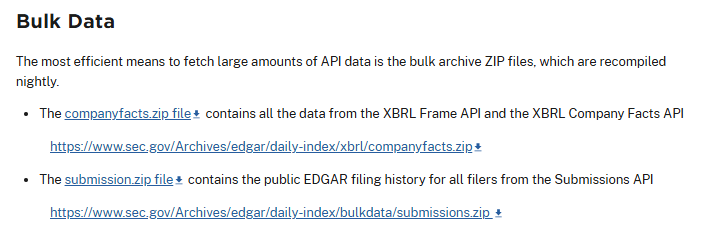 Bulk Data
The most efficient means to fetch large amounts of API data is the bulk archive ZIP files, which are recompiled
nightly.
• The companyfacts.zip file contains all the data from the XBRL Frame API and the XBRL Company Facts API
https://www.sec.gov/Archives/edgar/daily-index/xbrl/companyfacts.zip
• The submission.zip file contains the public EDGAR filing history for all filers from the Submissions API
https://www.sec.gov/Archives/edgar/daily-index/bulkdata/submissions.zip